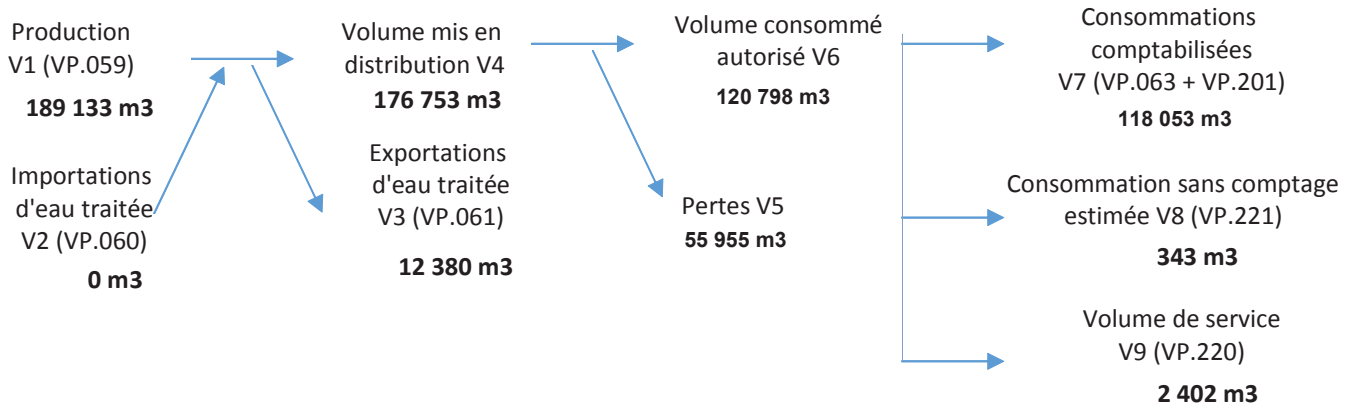 Production
V1 (VP.059)
189 133 m3
Importations
d'eau traitée
V2 (VP.060)
0 m3
Volume mis en
distribution V4
176 753 m3
Exportations
d'eau traitée
V3 (VP.061)
12 380 m3
Volume consommé
autorisé V6
120 798 m3
Pertes V5
55 955 m3
Consommations
comptabilisées
V7 (VP.063 + VP.201)
118 053 m3
Consommation sans comptage
estimée V8 (VP.221)
343 m3
Volume de service
V9 (VP.220)
2 402 m3